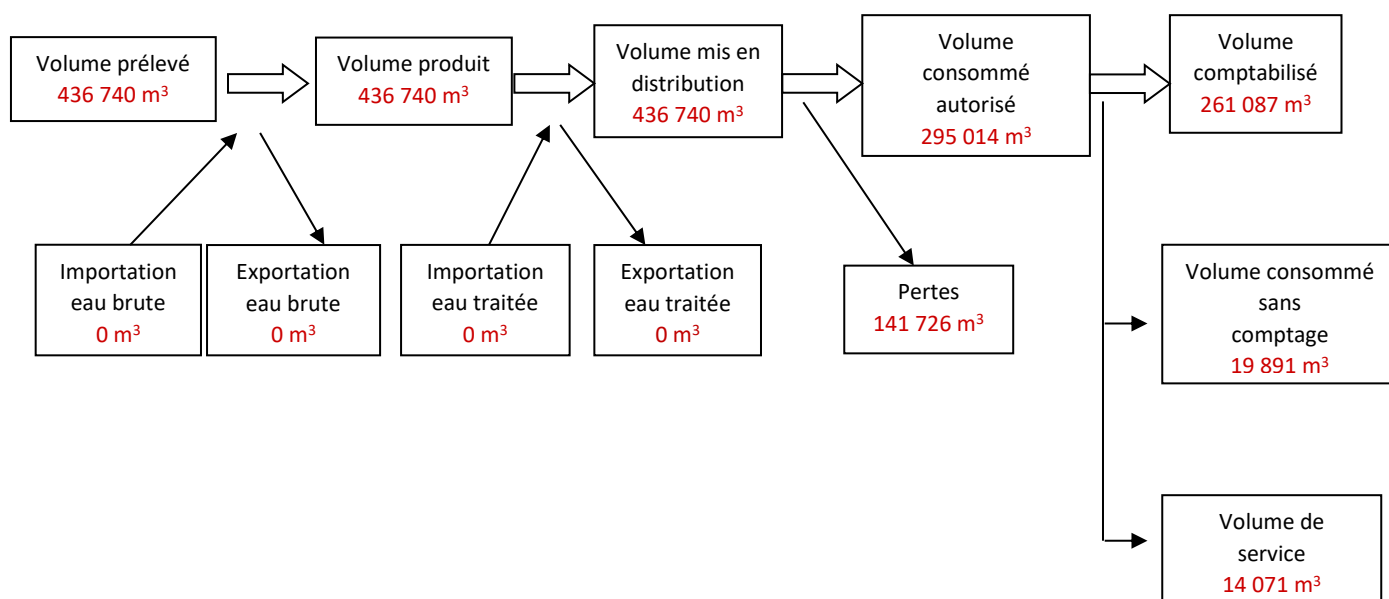 Volume prélevé
436 740 m³
Volume produit
436 740 m³
Volume mis en
distribution
436 740 m³
Volume
consommé
autorisé
295 014 m³
Volume
comptabilisé
261 087 m³
Importation
eau brute
0 m³
Exportation
eau brute
0 m³
Importation
eau traitée
0 m³
Exportation
eau traitée
0 m³
Pertes
141 726 m³
Volume consommé
sans
comptage
19 891 m³
Volume de
service
14 071 m³